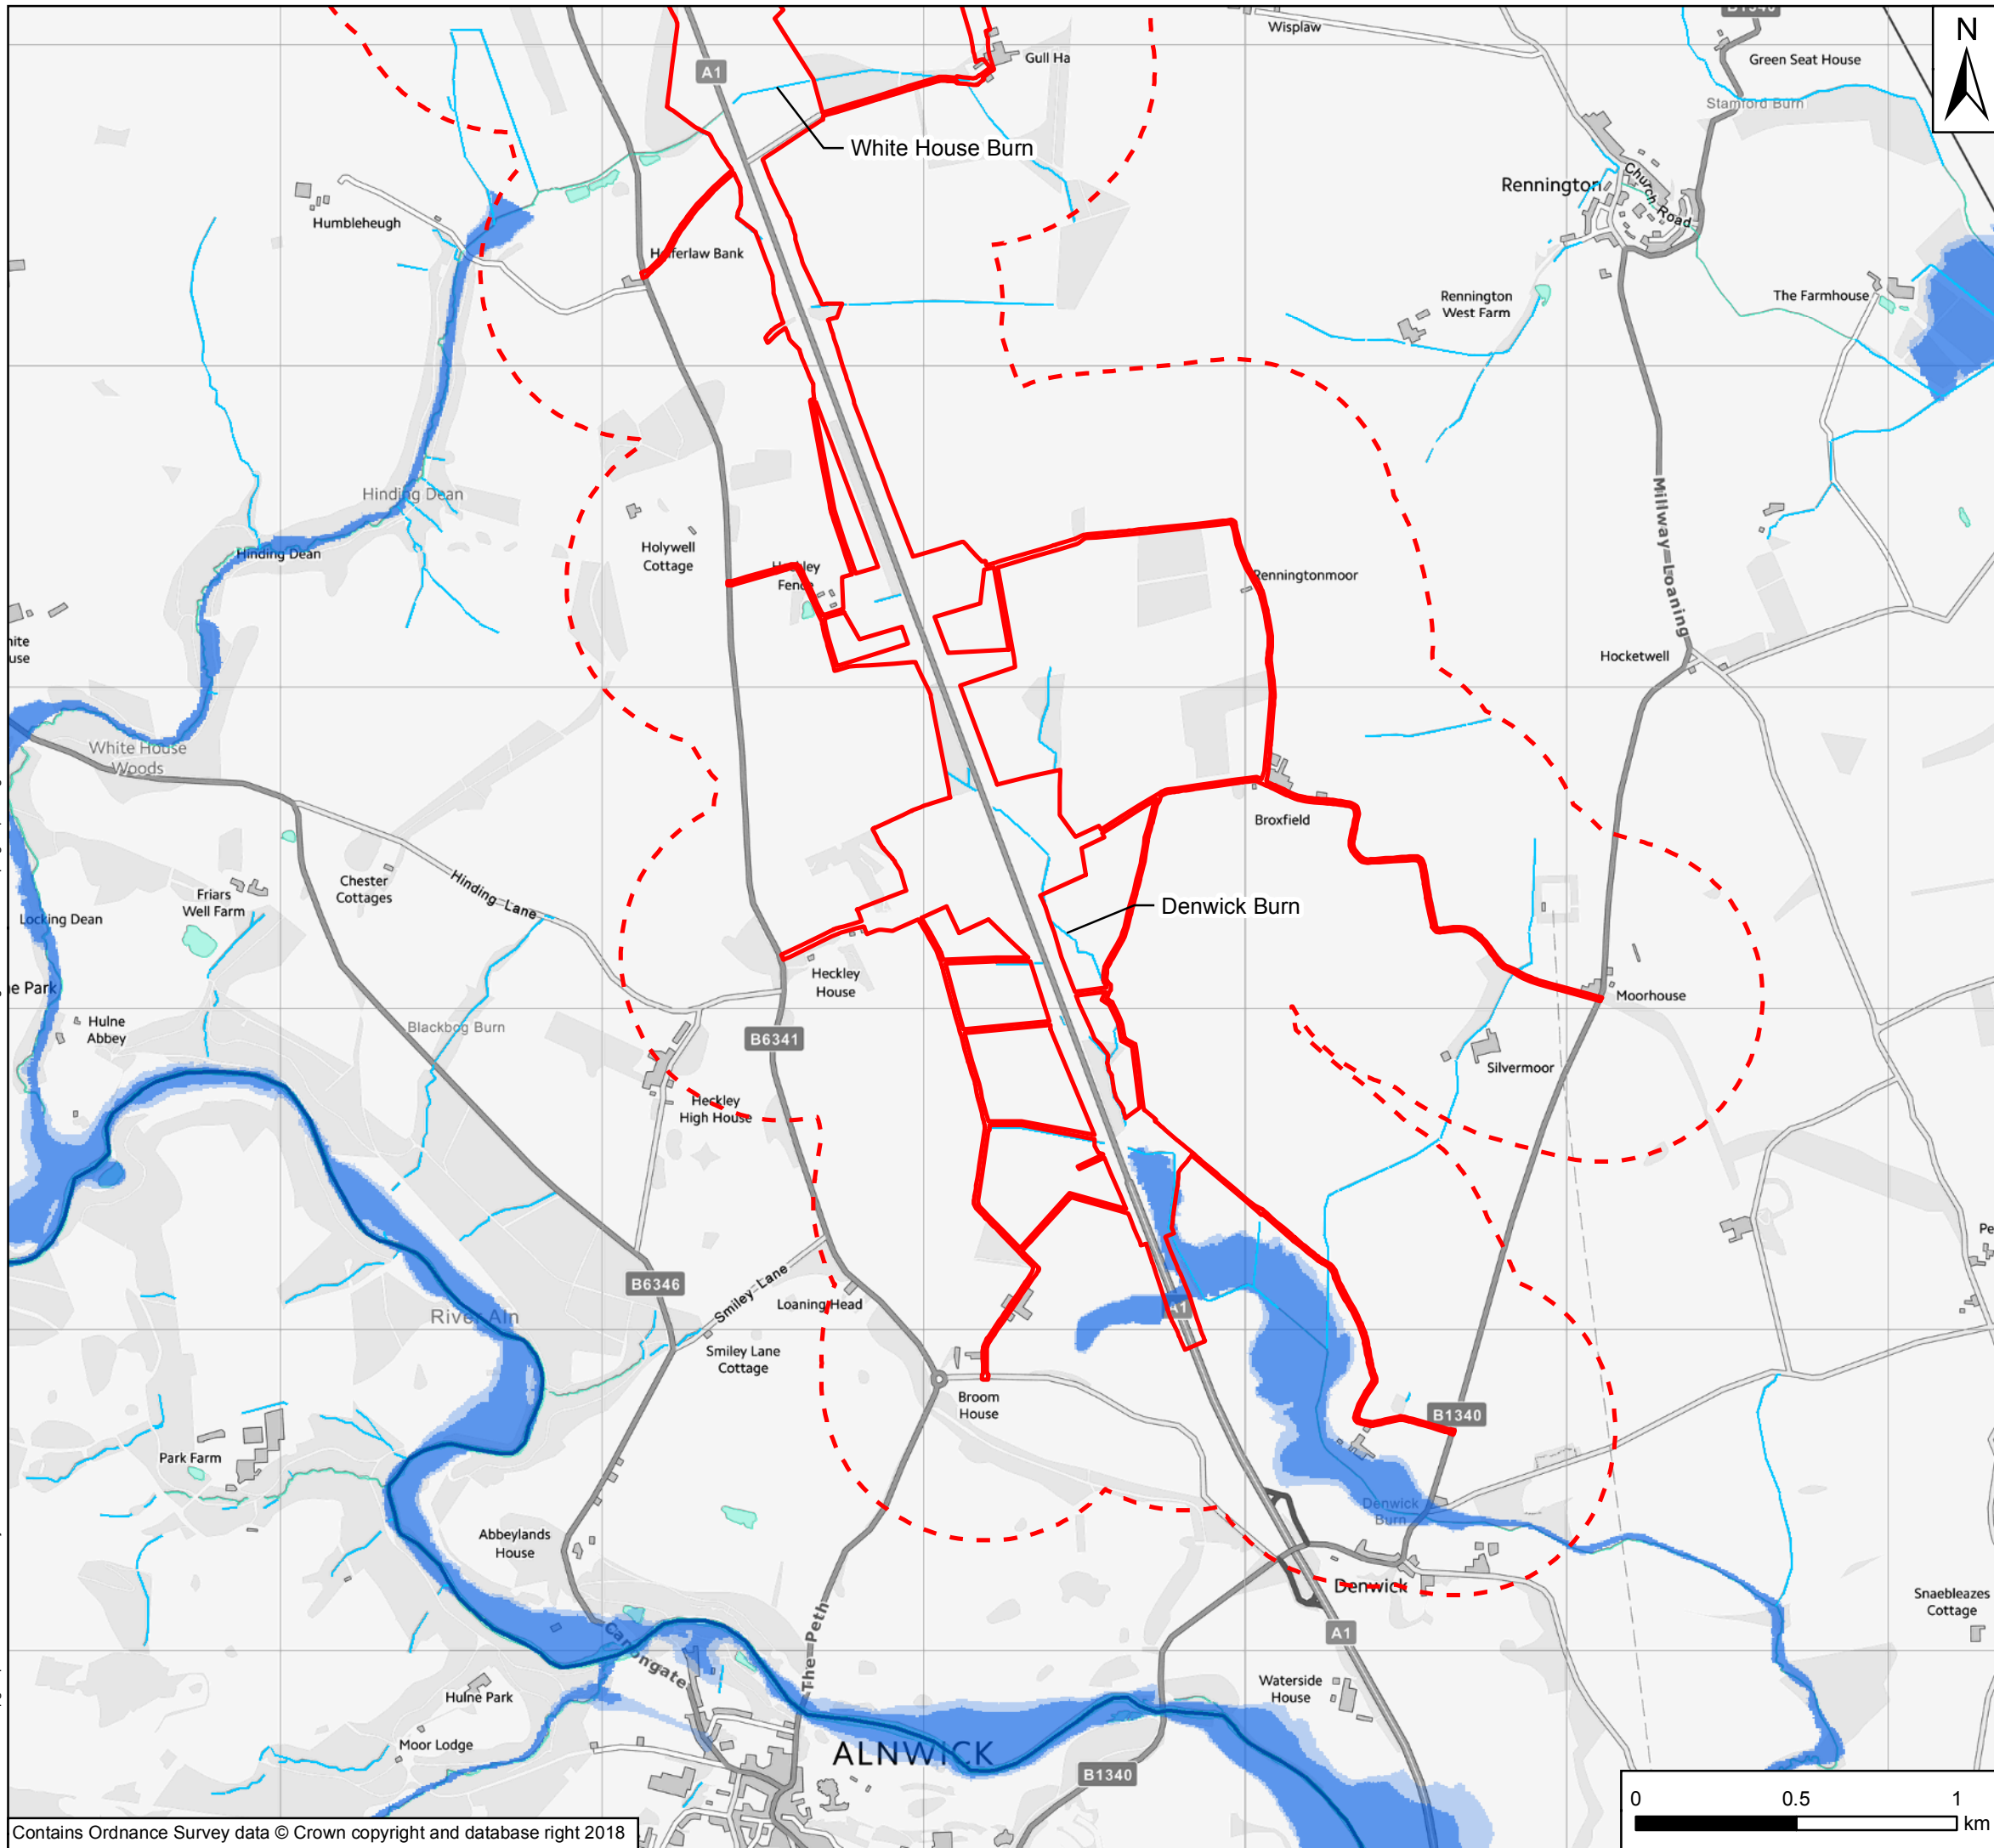 B1340
N
Wisplaw
Gull Ha
Green Seat House
A1
Stamford Burn
White House Burn
Rennington
Church Road
Humbleheugh
Rennington
West Farm
The Farmhouse
Hinding Dean
Hinding Dean
Holywell
Cottage
Renningtonmoor
Millway Loaning
Hocketwell
White House
Woods
Broxfield
Chester
Cottages
Hinding Lane
Friars
Well Farm
Locking Dean
Denwick Burn
Heckley
House
Moorhouse
Hulne
Abbey
Blackbog Burn
B6341
Silvermoor
Heckley
High House
B6346
Smiley Lane
Loaning Head
A1
River Aln
Smiley Lane
Cottage
Broom
House
B1340
Park Farm
Denwick
Burn
Abbeylands
House
Denwick
Snaebleazes
Cottage
A1
The Peth
Canongate
Waterside
House
Hulne Park
Moor Lodge
ALNWICK
B1340
0 0.5 1
km
Contains Ordnance Survey data © Crown copyright and database right 2018